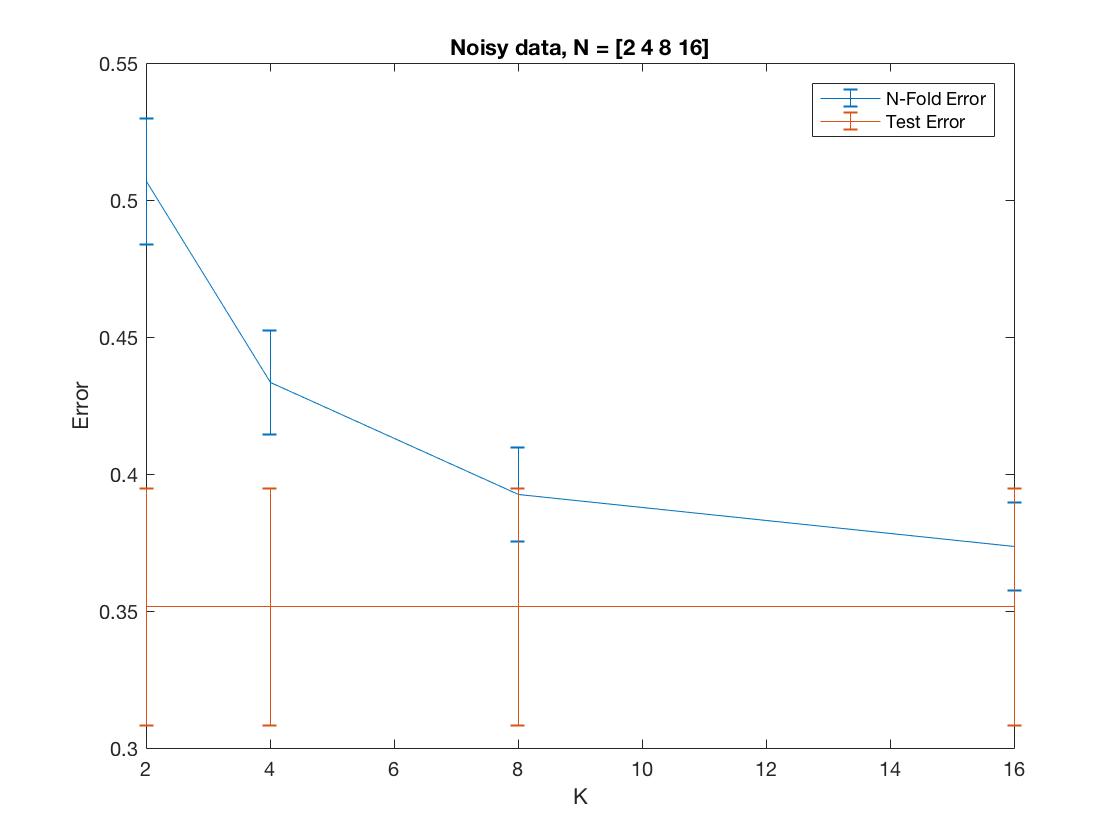 Noisy data, N = [2 4 8 16]
0.55
N-Fold Error
Test Error
0.5
0.45
Error
0.4
0.35
0.3
2 4 6 8 10 12 14 16
K